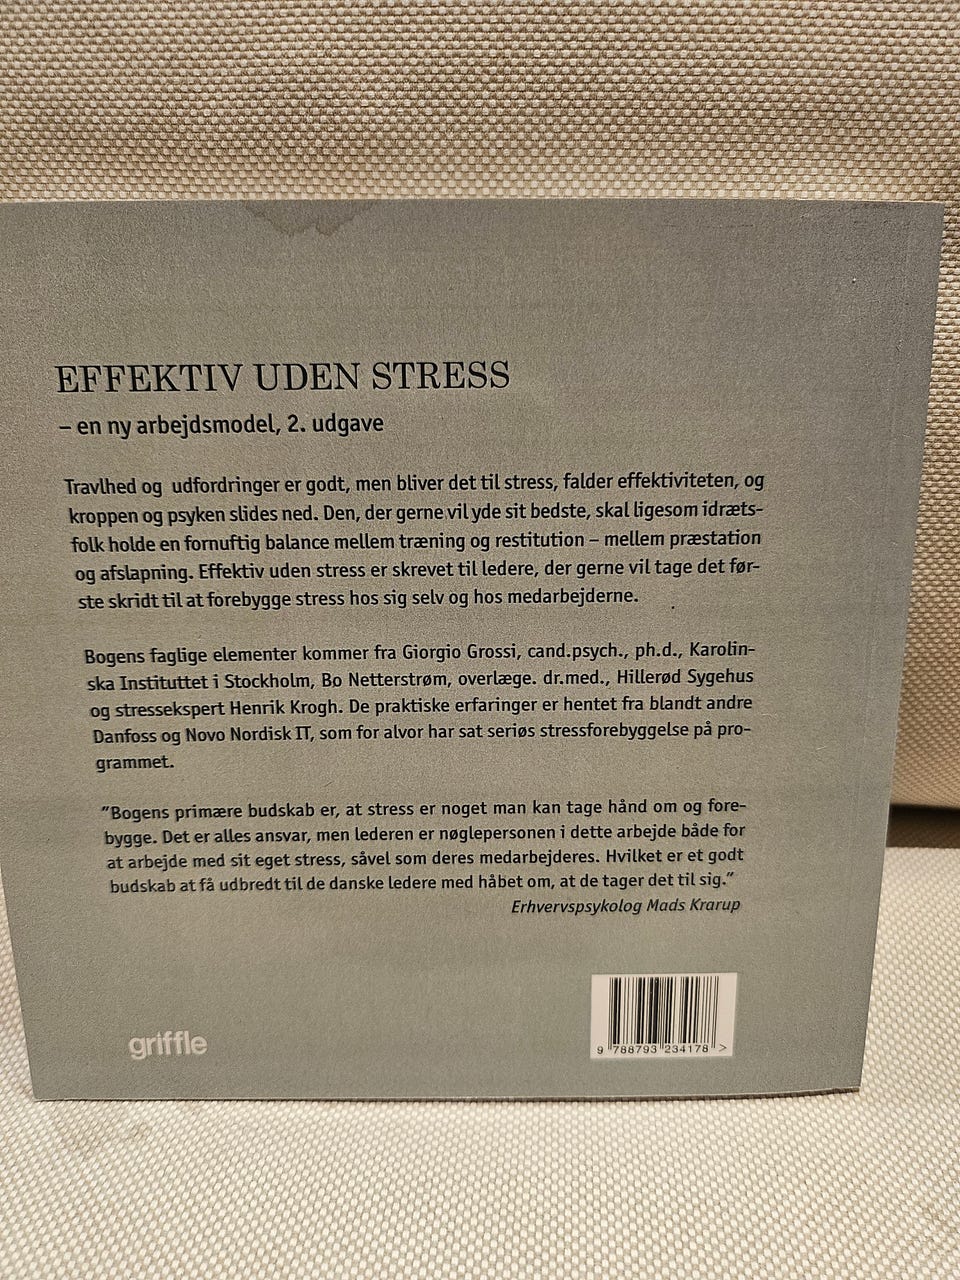 EFFEKTIV UDEN STRESS
– en ny arbejdsmodel, 2. udgave
Travlhed og udfordringer er godt, men bliver det til stress, falder effektiviteten, og
kroppen og psyken slides ned. Den, der gerne vil yde sit bedste, skal ligesom idræts-
folk holde en fornuftig balance mellem træning og restitution – mellem præstation
og afslapning. Effektiv uden stress er skrevet til ledere, der gerne vil tage det før-
ste skridt til at forebygge stress hos sig selv og hos medarbejderne.
Bogens faglige elementer kommer fra Giorgio Grossi, cand.psych., ph.d., Karolin-
ska Instituttet i Stockholm, Bo Netterstrøm, overlæge. dr.med., Hillerød Sygehus
og stressekspert Henrik Krogh. De praktiske erfaringer er hentet fra blandt andre
Danfoss og Novo Nordisk IT, som for alvor har sat seriøs stressforebyggelse på pro-
grammet.
”Bogens primære budskab er, at stress er noget man kan tage hånd om og fore-
bygge. Det er alles ansvar, men lederen er nøglepersonen i dette arbejde både for
at arbejde med sit eget stress, såvel som deres medarbejderes. Hvilket er et godt
budskab at få udbredt til de danske ledere med håbet om, at de tager det til sig.”
Erhvervspsykolog Mads Krarup
griffle
9 788793 234178 >